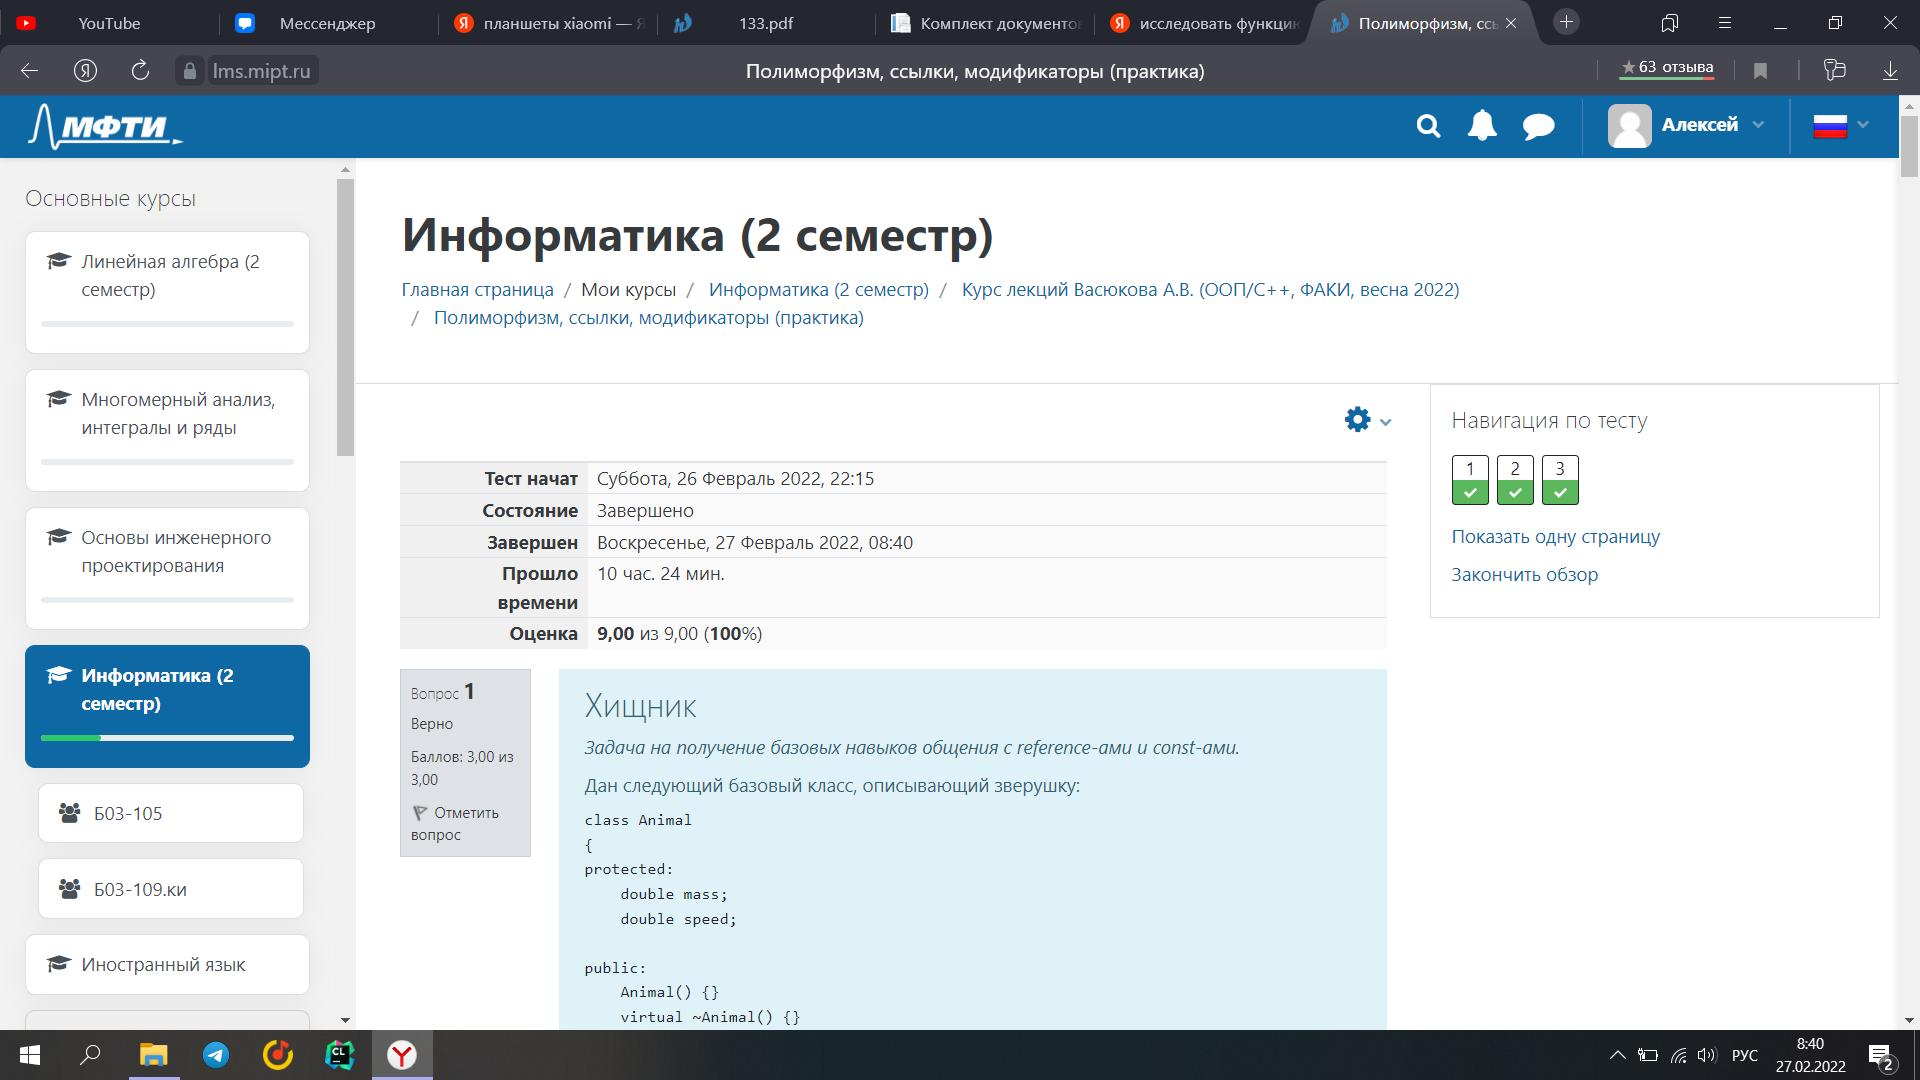 YouTube
Мессенджер
планшеты xiaomi — Я
133.pdf
Комплект документов
исследовать функцию
Полиморфизм, ссы
lms.mipt.ru
Полиморфизм, ссылки, модификаторы (практика)
★ 63 отзыва
МФТИ
Алексей
Основные курсы
Линейная алгебра (2
семестр)
Многомерный анализ,
интегралы и ряды
Основы инженерного
проектирования
Информатика (2
семестр)
Б03-105
Б03-109.ки
Иностранный язык
Информатика (2 семестр)
Главная страница / Мои курсы / Информатика (2 семестр) / Курс лекций Васюкова А.В. (ООП/С++, ФАКИ, весна 2022)
/ Полиморфизм, ссылки, модификаторы (практика)
Тест начат Суббота, 26 Февраль 2022, 22:15
Состояние Завершено
Завершен Воскресенье, 27 Февраль 2022, 08:40
Прошло 10 час. 24 мин.
времени
Оценка 9,00 из 9,00 (100%)
Вопрос 1
Верно
Баллов: 3,00 из
3,00
Отметить
вопрос
Хищник
Задача на получение базовых навыков общения с reference-ами и const-ами.
Дан следующий базовый класс, описывающий зверушку:
class Animal
{
protected:
double mass;
double speed;
public:
Animal() {}
virtual ~Animal() {}
Навигация по тесту
1 2 3
Показать одну страницу
Закончить обзор
РУС
8:40
27.02.2022
2